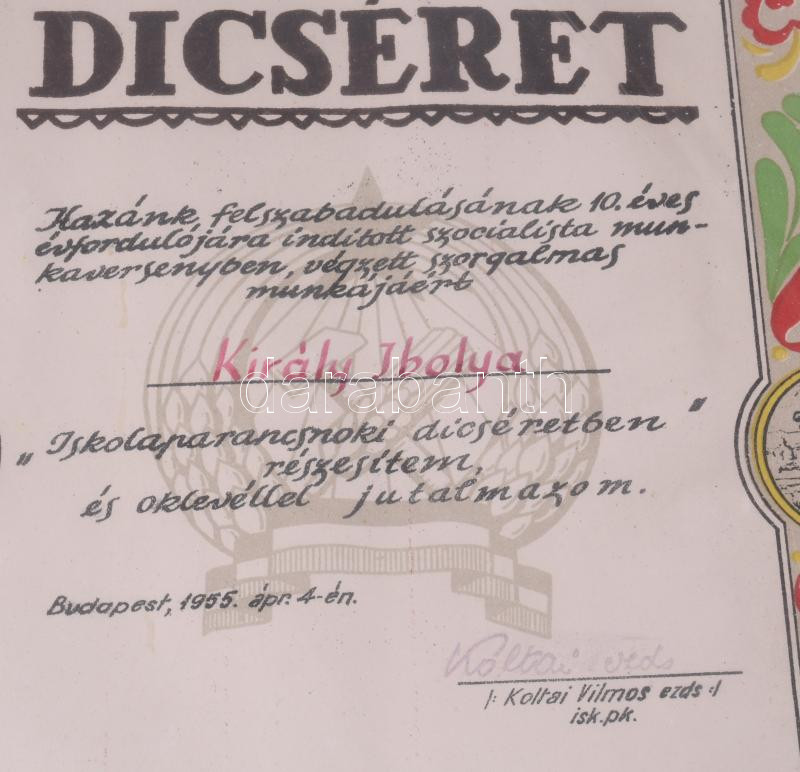 DICSÉRET
Hazánk felszabadulásának 10. éves
évfordulójára indított szocialista mun-
kaversenyben, végzett szorgalmas
munkájáért
Király Ibolya
darabanth
„Iskolaparancsnoki dicséretben"
részesítem,
és oklevéllel jutalmazom.
Budapest, 1955. ápr. 4-én.
Koltai ezds
/: Koltai Vilmos ezds :/
isk.pk.